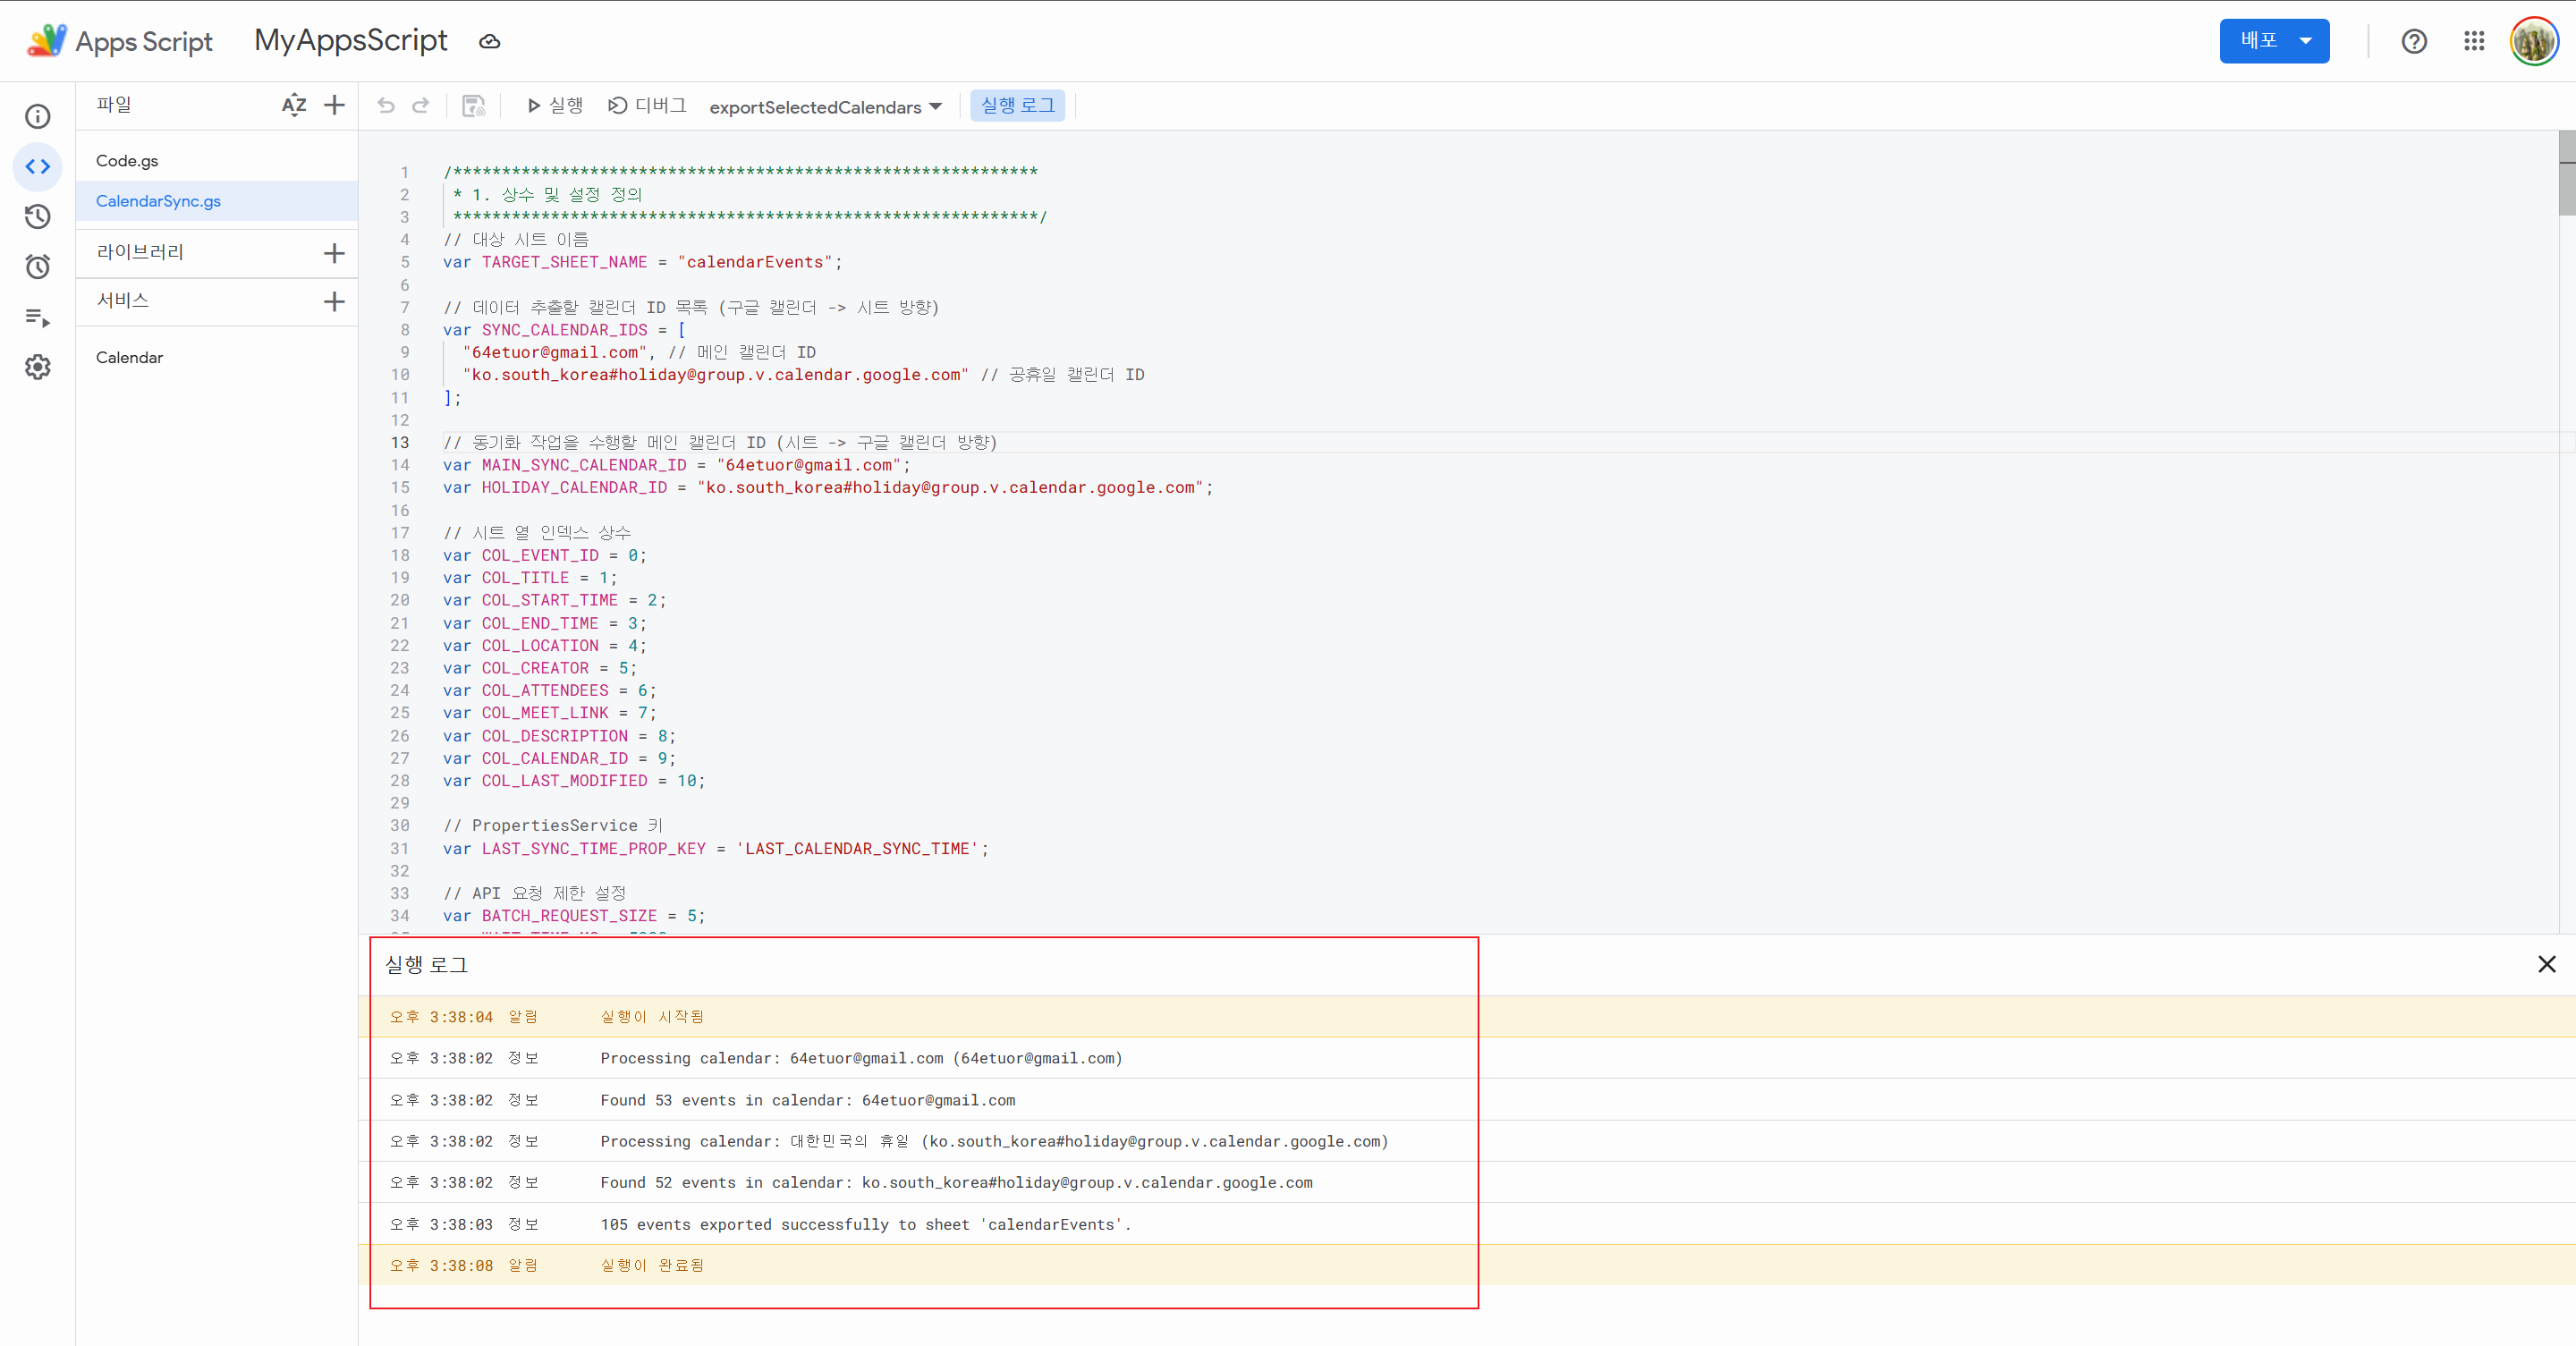 Apps Script MyAppsScript 배포
파일 AZ 실행 디버그 exportSelectedCalendars 실행 로그
Code.gs
CalendarSync.gs
라이브러리
서비스
Calendar
1 /************************************************************
2 * 1. 상수 및 설정 정의
3 ************************************************************/
4 // 대상 시트 이름
5 var TARGET_SHEET_NAME = "calendarEvents";
6
7 // 데이터 추출할 캘린더 ID 목록 (구글 캘린더 -> 시트 방향)
8 var SYNC_CALENDAR_IDS = [
9 "64etuor@gmail.com", // 메인 캘린더 ID
10 "ko.south_korea#holiday@group.v.calendar.google.com" // 공휴일 캘린더 ID
11 ];
12
13 // 동기화 작업을 수행할 메인 캘린더 ID (시트 -> 구글 캘린더 방향)
14 var MAIN_SYNC_CALENDAR_ID = "64etuor@gmail.com";
15 var HOLIDAY_CALENDAR_ID = "ko.south_korea#holiday@group.v.calendar.google.com";
16
17 // 시트 열 인덱스 상수
18 var COL_EVENT_ID = 0;
19 var COL_TITLE = 1;
20 var COL_START_TIME = 2;
21 var COL_END_TIME = 3;
22 var COL_LOCATION = 4;
23 var COL_CREATOR = 5;
24 var COL_ATTENDEES = 6;
25 var COL_MEET_LINK = 7;
26 var COL_DESCRIPTION = 8;
27 var COL_CALENDAR_ID = 9;
28 var COL_LAST_MODIFIED = 10;
29
30 // PropertiesService 키
31 var LAST_SYNC_TIME_PROP_KEY = 'LAST_CALENDAR_SYNC_TIME';
32
33 // API 요청 제한 설정
34 var BATCH_REQUEST_SIZE = 5;
실행 로그
오후 3:38:04 알림 실행이 시작됨
오후 3:38:02 정보 Processing calendar: 64etuor@gmail.com (64etuor@gmail.com)
오후 3:38:02 정보 Found 53 events in calendar: 64etuor@gmail.com
오후 3:38:02 정보 Processing calendar: 대한민국의 휴일 (ko.south_korea#holiday@group.v.calendar.google.com)
오후 3:38:02 정보 Found 52 events in calendar: ko.south_korea#holiday@group.v.calendar.google.com
오후 3:38:03 정보 105 events exported successfully to sheet 'calendarEvents'.
오후 3:38:08 알림 실행이 완료됨